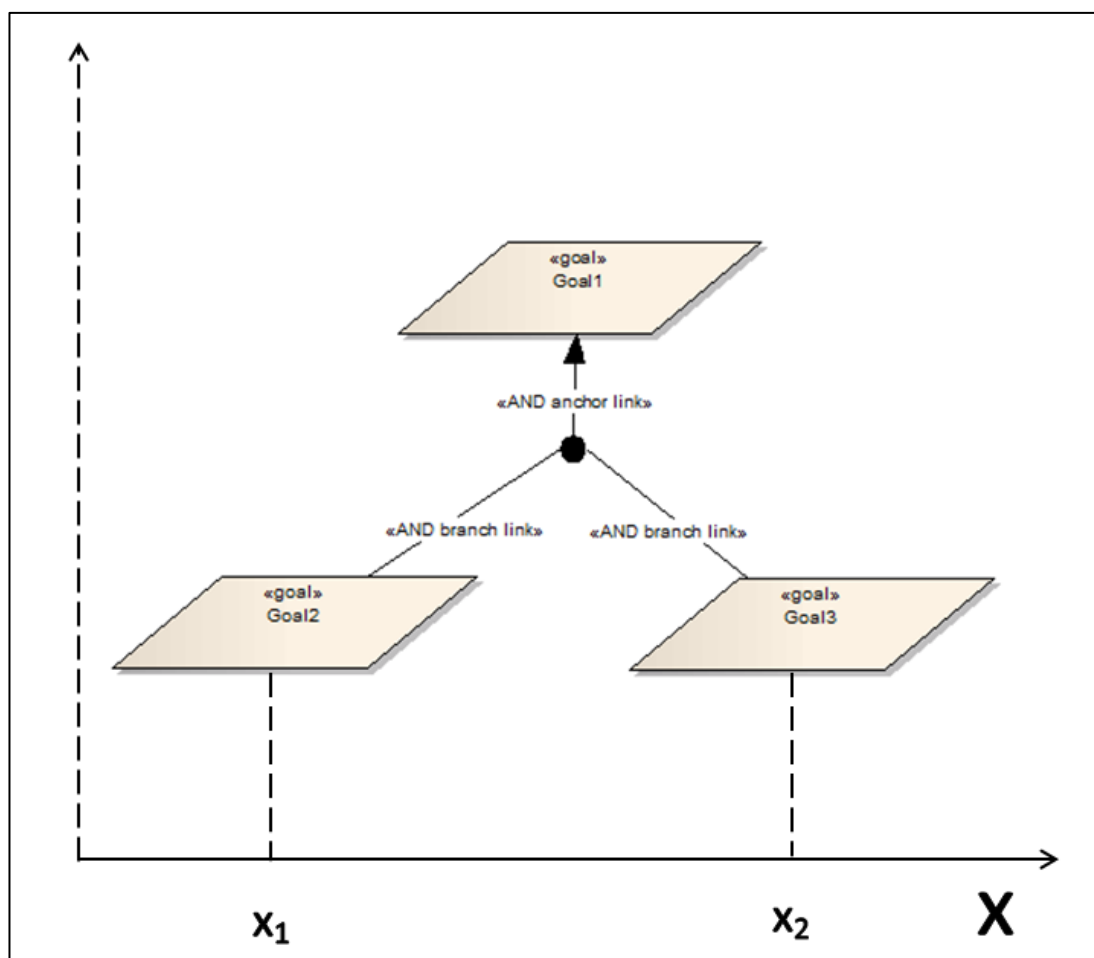 «goal»
Goal1
«AND anchor link»
«AND branch link» «AND branch link»
«goal»
Goal2
«goal»
Goal3
x₁
x₂
X